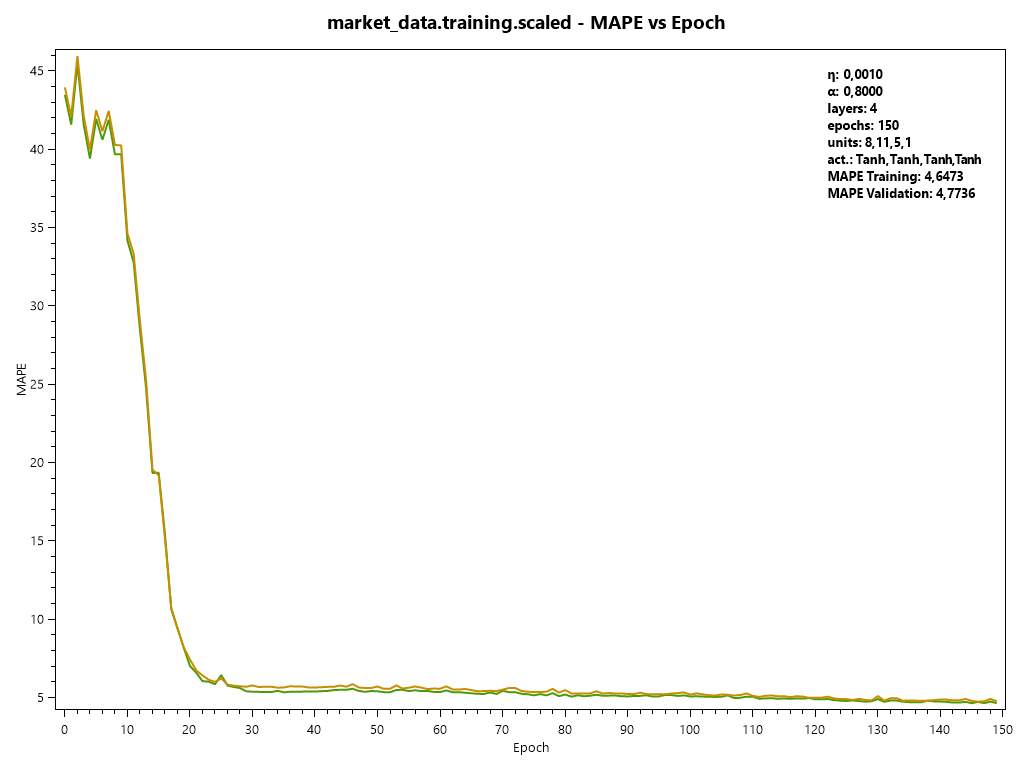 market_data.training.scaled - MAPE vs Epoch
η: 0,0010
α: 0,8000
layers: 4
epochs: 150
units: 8,11,5,1
act.: Tanh,Tanh,Tanh,Tanh
MAPE Training: 4,6473
MAPE Validation: 4,7736
MAPE
45
40
35
30
25
20
15
10
5
0 10 20 30 40 50 60 70 80 90 100 110 120 130 140 150
Epoch